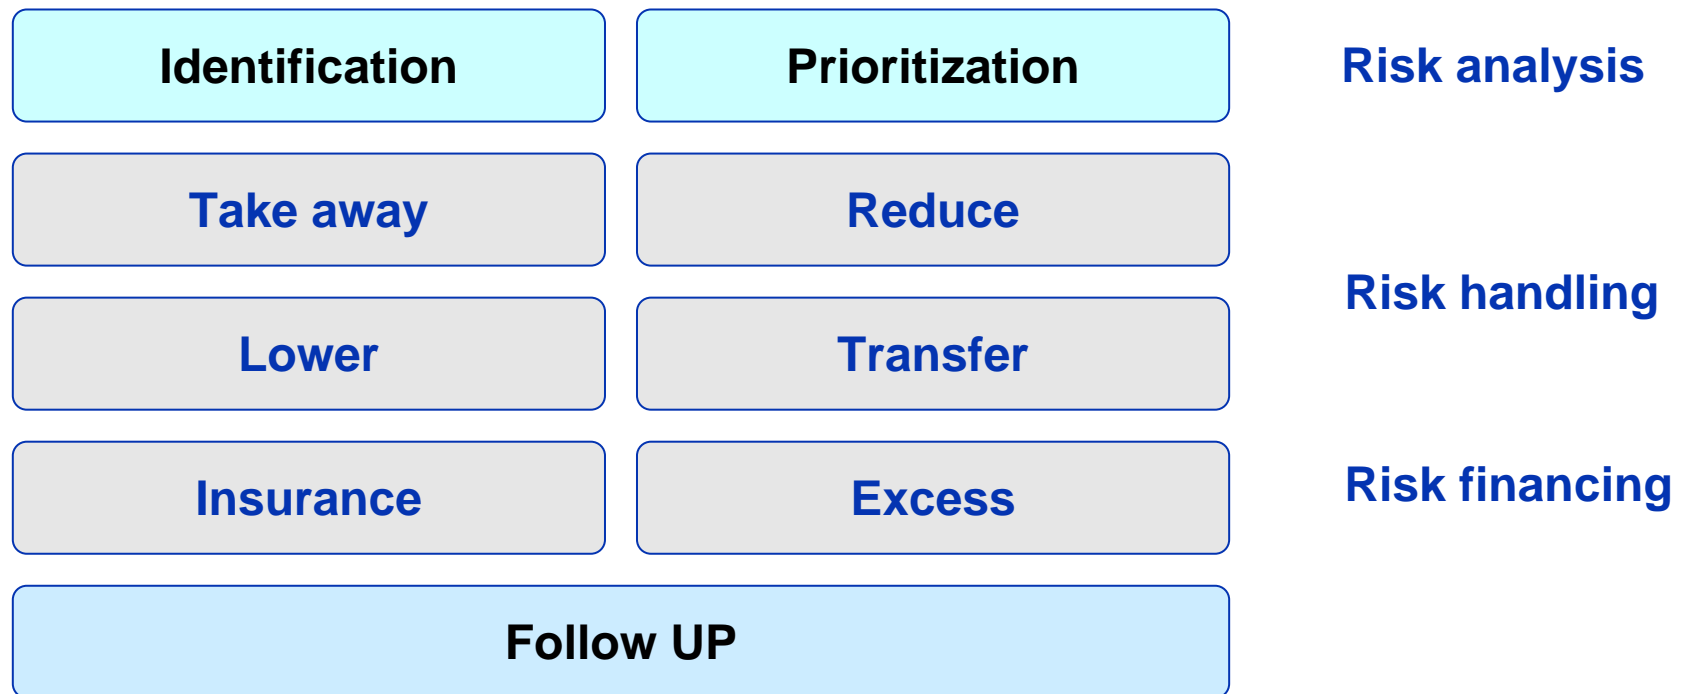 Identification
Prioritization
Risk analysis
Take away
Reduce
Risk handling
Lower
Transfer
Insurance
Excess
Risk financing
Follow UP